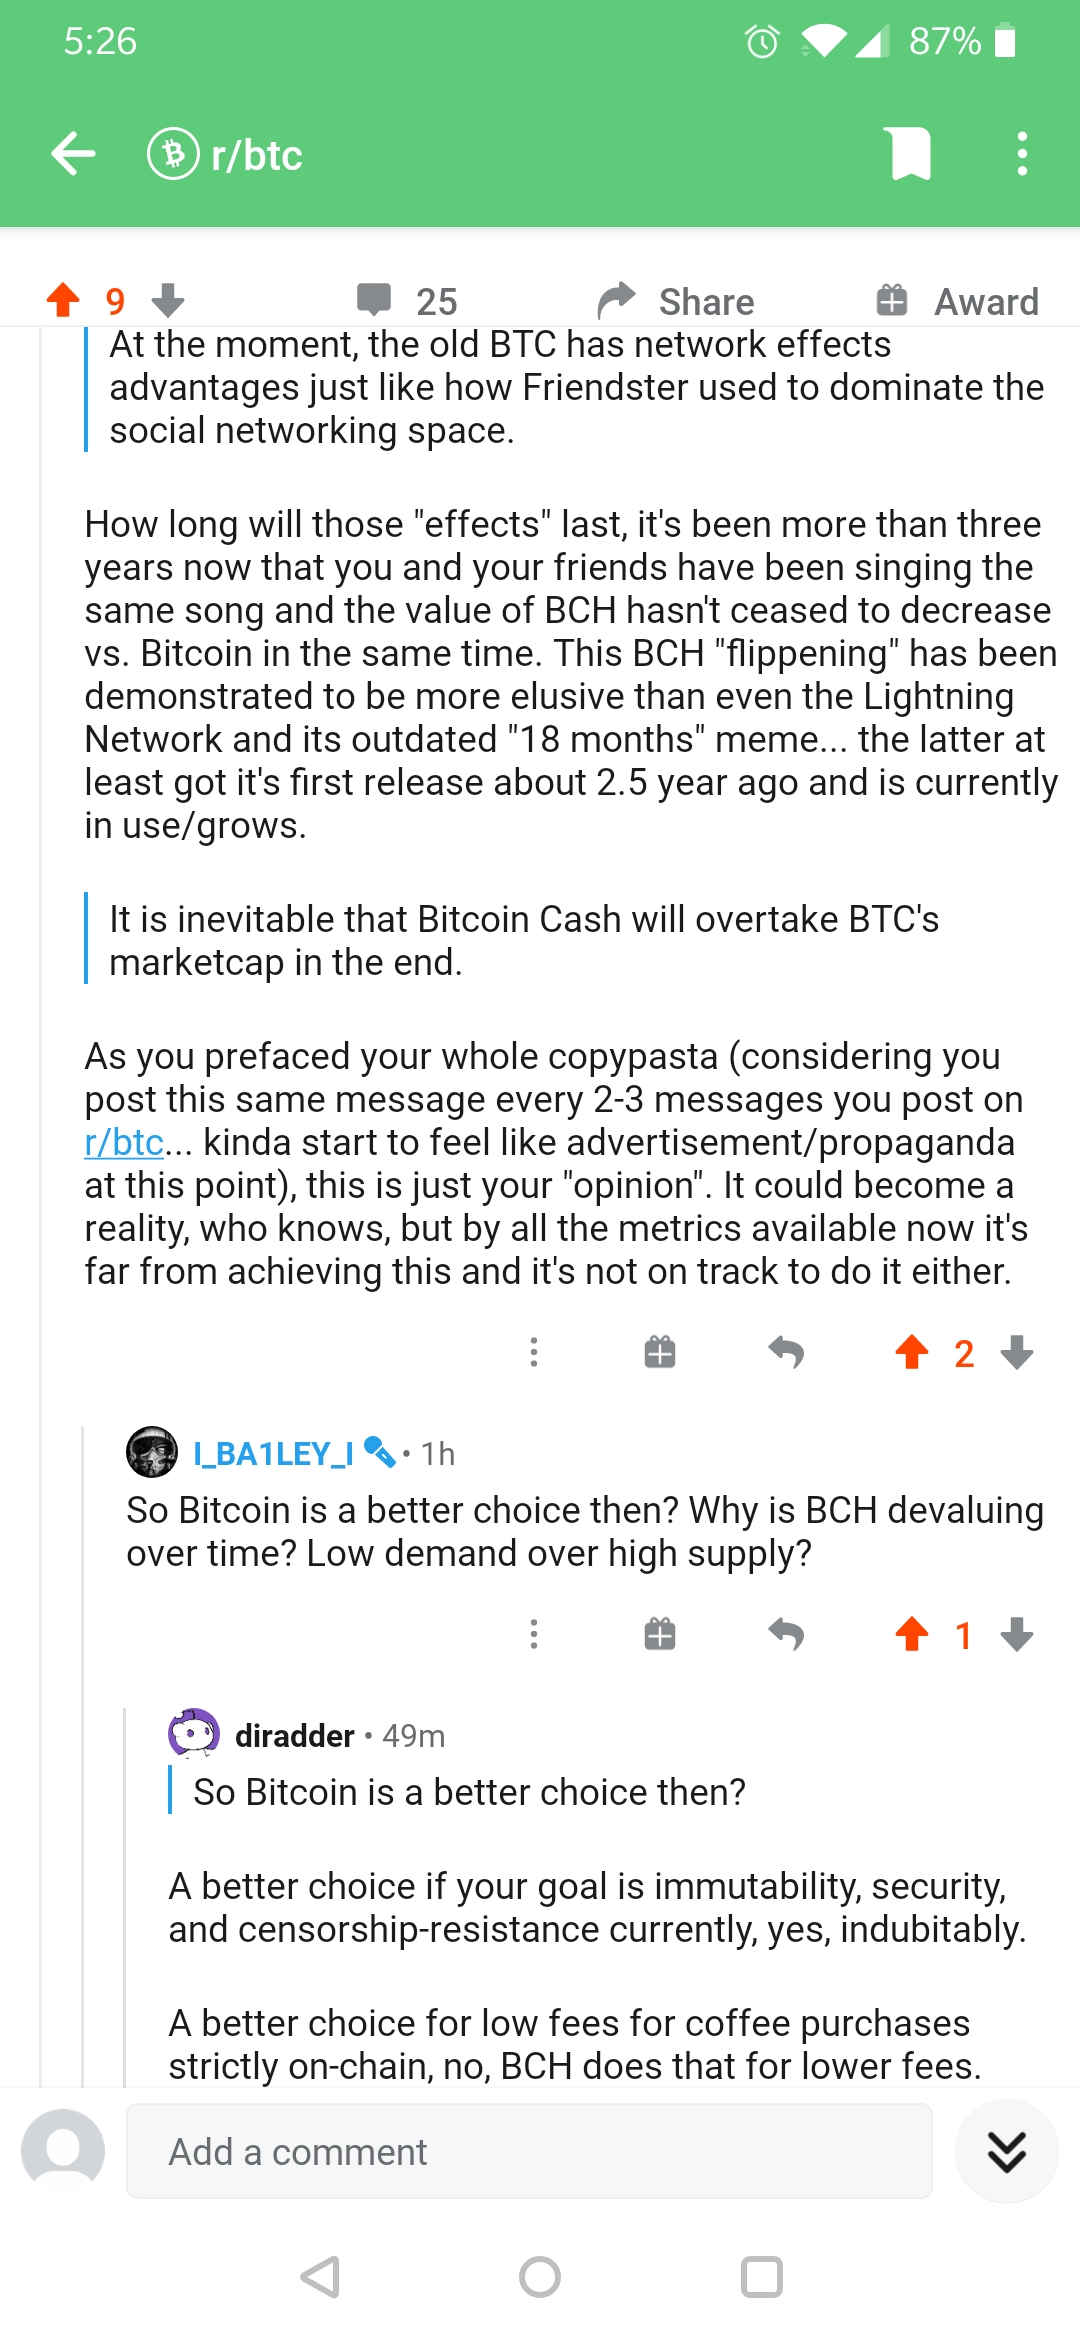 5:26
87%
r/btc
9
25
Share
Award
At the moment, the old BTC has network effects
advantages just like how Friendster used to dominate the
social networking space.
How long will those "effects" last, it's been more than three
years now that you and your friends have been singing the
same song and the value of BCH hasn't ceased to decrease
vs. Bitcoin in the same time. This BCH "flippening" has been
demonstrated to be more elusive than even the Lightning
Network and its outdated "18 months" meme... the latter at
least got it's first release about 2.5 year ago and is currently
in use/grows.
It is inevitable that Bitcoin Cash will overtake BTC's
marketcap in the end.
As you prefaced your whole copypasta (considering you
post this same message every 2-3 messages you post on
r/btc... kinda start to feel like advertisement/propaganda
at this point), this is just your "opinion". It could become a
reality, who knows, but by all the metrics available now it's
far from achieving this and it's not on track to do it either.
2
I_BA1LEY_I • 1h
So Bitcoin is a better choice then? Why is BCH devaluing
over time? Low demand over high supply?
1
diradder • 49m
So Bitcoin is a better choice then?
A better choice if your goal is immutability, security,
and censorship-resistance currently, yes, indubitably.
A better choice for low fees for coffee purchases
strictly on-chain, no, BCH does that for lower fees.
Add a comment